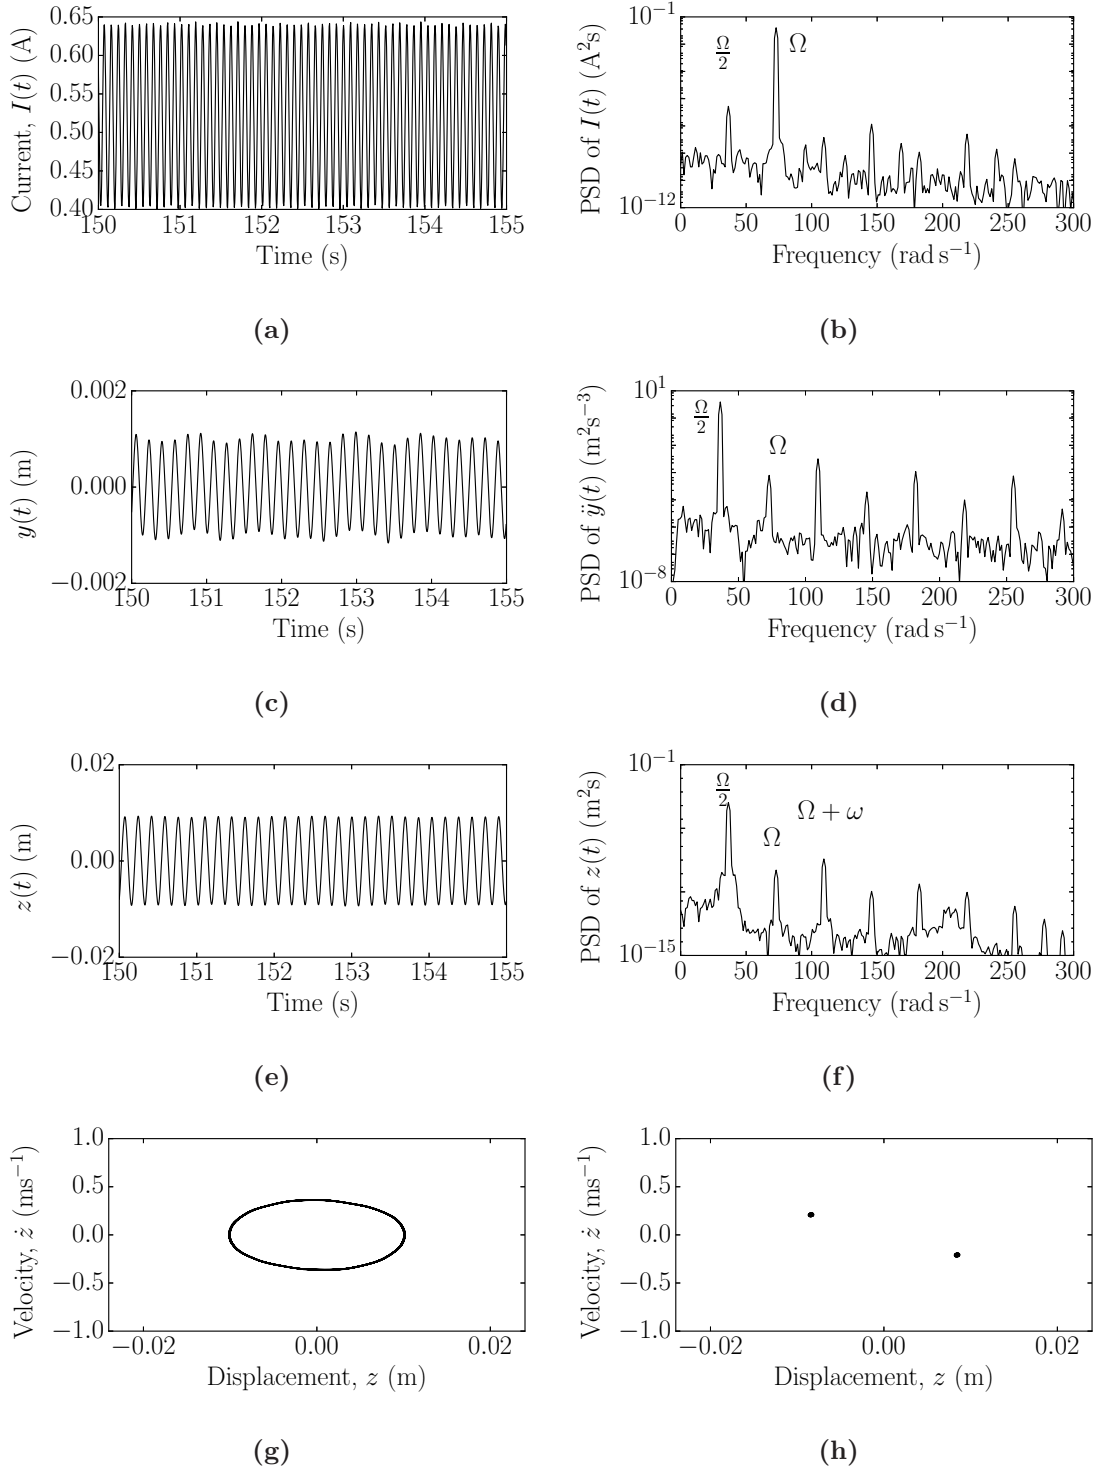 0.65
0.60
0.55
0.50
0.45
0.40
150 151 152 153 154 155
Time (s)
Current, I(t) (A)
(a)
10⁻¹
10⁻¹²
0 50 100 150 200 250 300
Frequency (rad s⁻¹)
PSD of I(t) (A²s)
Ω/2
Ω
(b)
0.002
0.000
−0.002
150 151 152 153 154 155
Time (s)
y(t) (m)
(c)
10¹
10⁻⁸
0 50 100 150 200 250 300
Frequency (rad s⁻¹)
PSD of ÿ(t) (m²s⁻³)
Ω/2
Ω
(d)
0.02
0.00
−0.02
150 151 152 153 154 155
Time (s)
z(t) (m)
(e)
10⁻¹
10⁻¹⁵
0 50 100 150 200 250 300
Frequency (rad s⁻¹)
PSD of z(t) (m²s)
Ω/2
Ω
Ω + ω
(f)
1.0
0.5
0.0
−0.5
−1.0
−0.02 0.00 0.02
Displacement, z (m)
Velocity, ż (ms⁻¹)
(g)
1.0
0.5
0.0
−0.5
−1.0
−0.02 0.00 0.02
Displacement, z (m)
Velocity, ż (ms⁻¹)
(h)